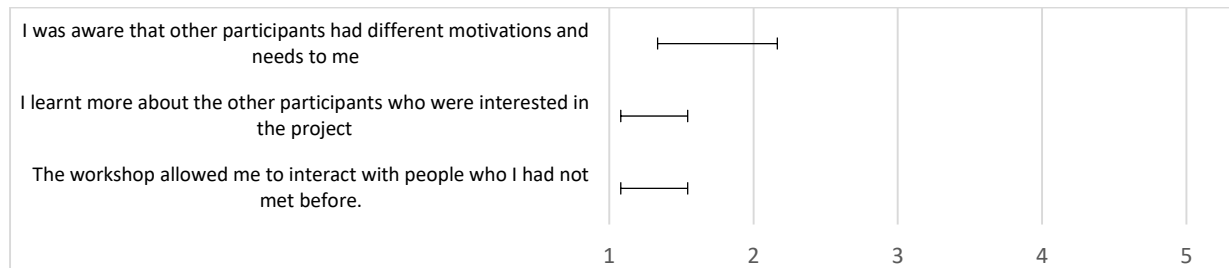 I was aware that other participants had different motivations and
needs to me
I learnt more about the other participants who were interested in
the project
The workshop allowed me to interact with people who I had not
met before.
1 2 3 4 5